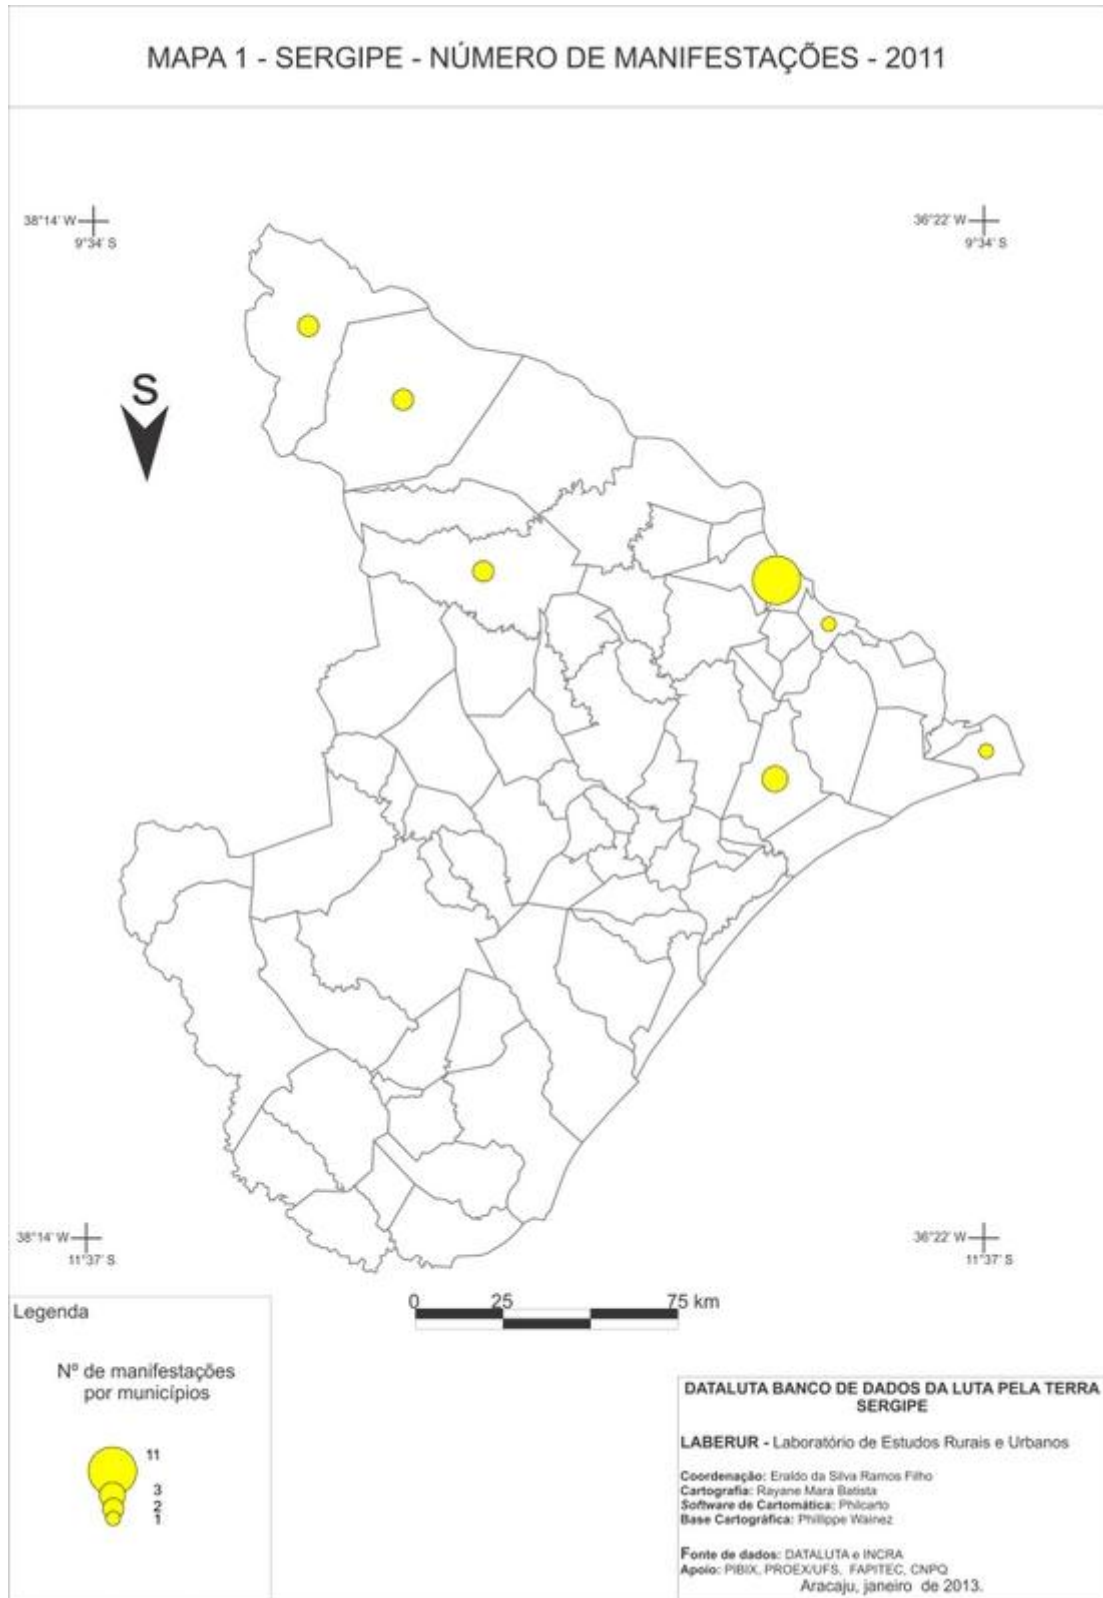 MAPA 1 - SERGIPE - NÚMERO DE MANIFESTAÇÕES - 2011
38°14' W
9°34' S
36°22' W
9°34' S
S
38°14' W
11°37' S
36°22' W
11°37' S
0 25 75 km
Legenda
Nº de manifestações
por municípios
11
3
2
1
DATALUTA BANCO DE DADOS DA LUTA PELA TERRA
SERGIPE
LABERUR - Laboratório de Estudos Rurais e Urbanos
Coordenação: Eraldo da Silva Ramos Filho
Cartografia: Rayane Mara Batista
Software de Cartomática: Philcarto
Base Cartográfica: Phillippe Wainez
Fonte de dados: DATALUTA e INCRA
Apoio: PIBIX, PROEX/UFS, FAPITEC, CNPQ
Aracaju, janeiro de 2013.